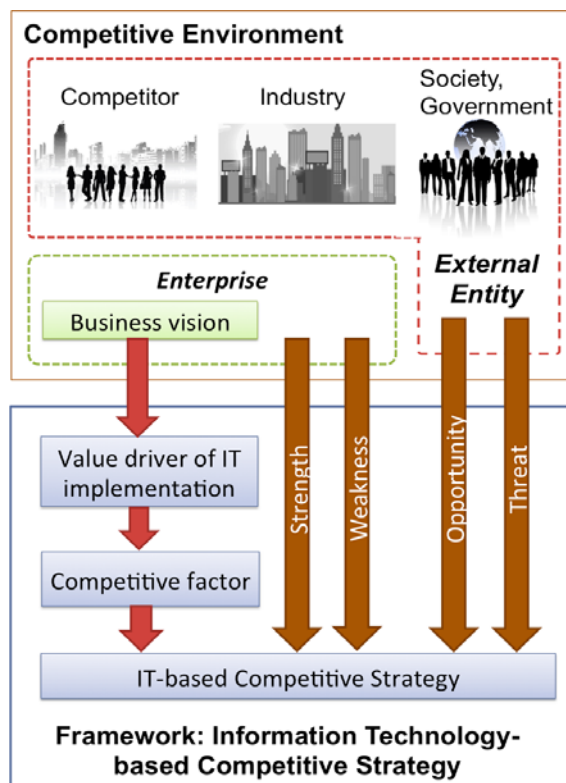 Competitive Environment
Competitor
Industry
Society,
Government
Enterprise
Business vision
External
Entity
Value driver of IT
implementation
Competitive factor
Strength
Weakness
Opportunity
Threat
IT-based Competitive Strategy
Framework: Information Technology-
based Competitive Strategy